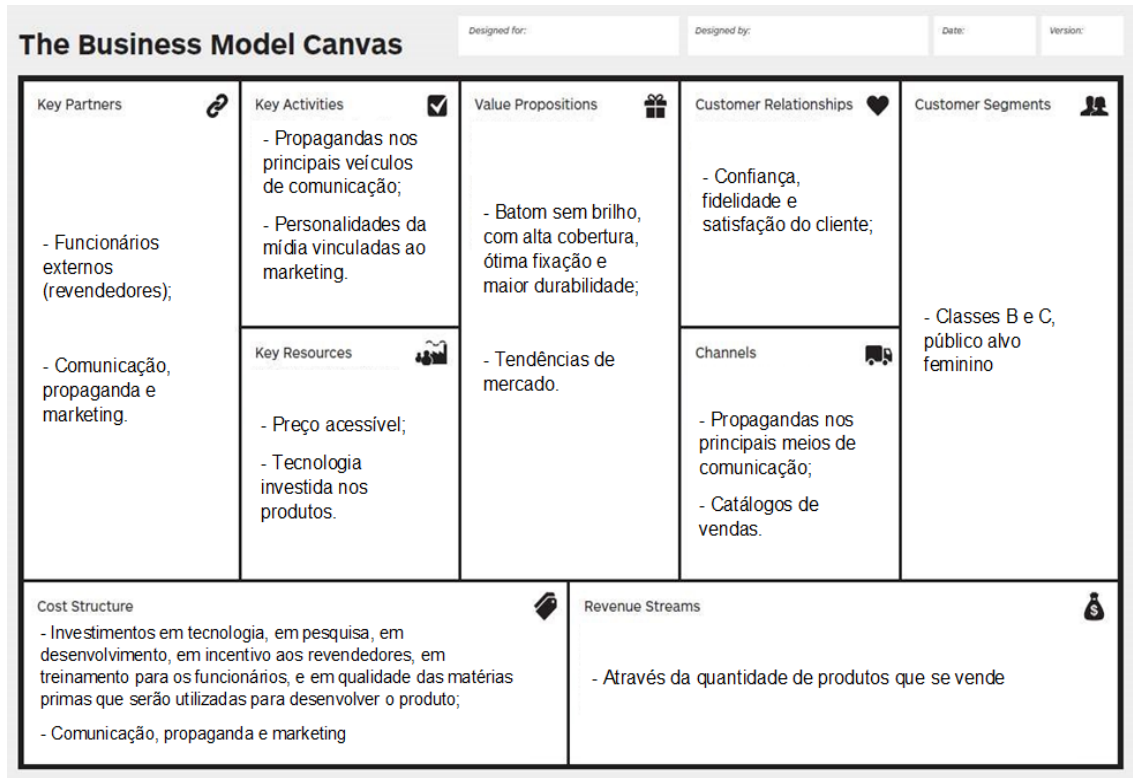 The Business Model Canvas
Designed for:
Designed by:
Date:
Version:
Key Partners
- Funcionários
externos
(revendedores);
- Comunicação,
propaganda e
marketing.
Key Activities
- Propagandas nos
principais veículos
de comunicação;
- Personalidades da
mídia vinculadas ao
marketing.
Key Resources
- Preço acessível;
- Tecnologia
investida nos
produtos.
Value Propositions
- Batom sem brilho,
com alta cobertura,
ótima fixação e
maior durabilidade;
- Tendências de
mercado.
Customer Relationships
- Confiança,
fidelidade e
satisfação do cliente;
Channels
- Propagandas nos
principais meios de
comunicação;
- Catálogos de
vendas.
Customer Segments
- Classes B e C,
público alvo
feminino
Cost Structure
- Investimentos em tecnologia, em pesquisa, em
desenvolvimento, em incentivo aos revendedores, em
treinamento para os funcionários, e em qualidade das matérias
primas que serão utilizadas para desenvolver o produto;
- Comunicação, propaganda e marketing
Revenue Streams
$
- Através da quantidade de produtos que se vende